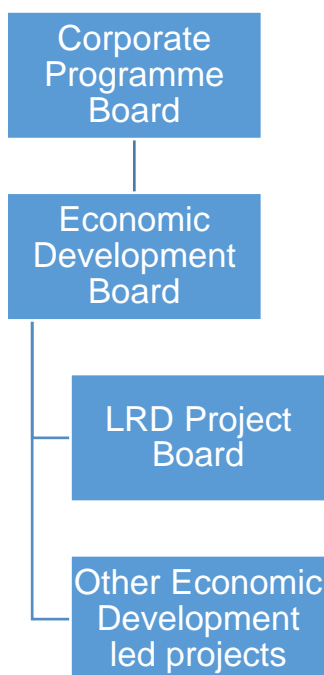 Corporate
Programme
Board
Economic
Development
Board
LRD Project
Board
Other Economic
Development
led projects